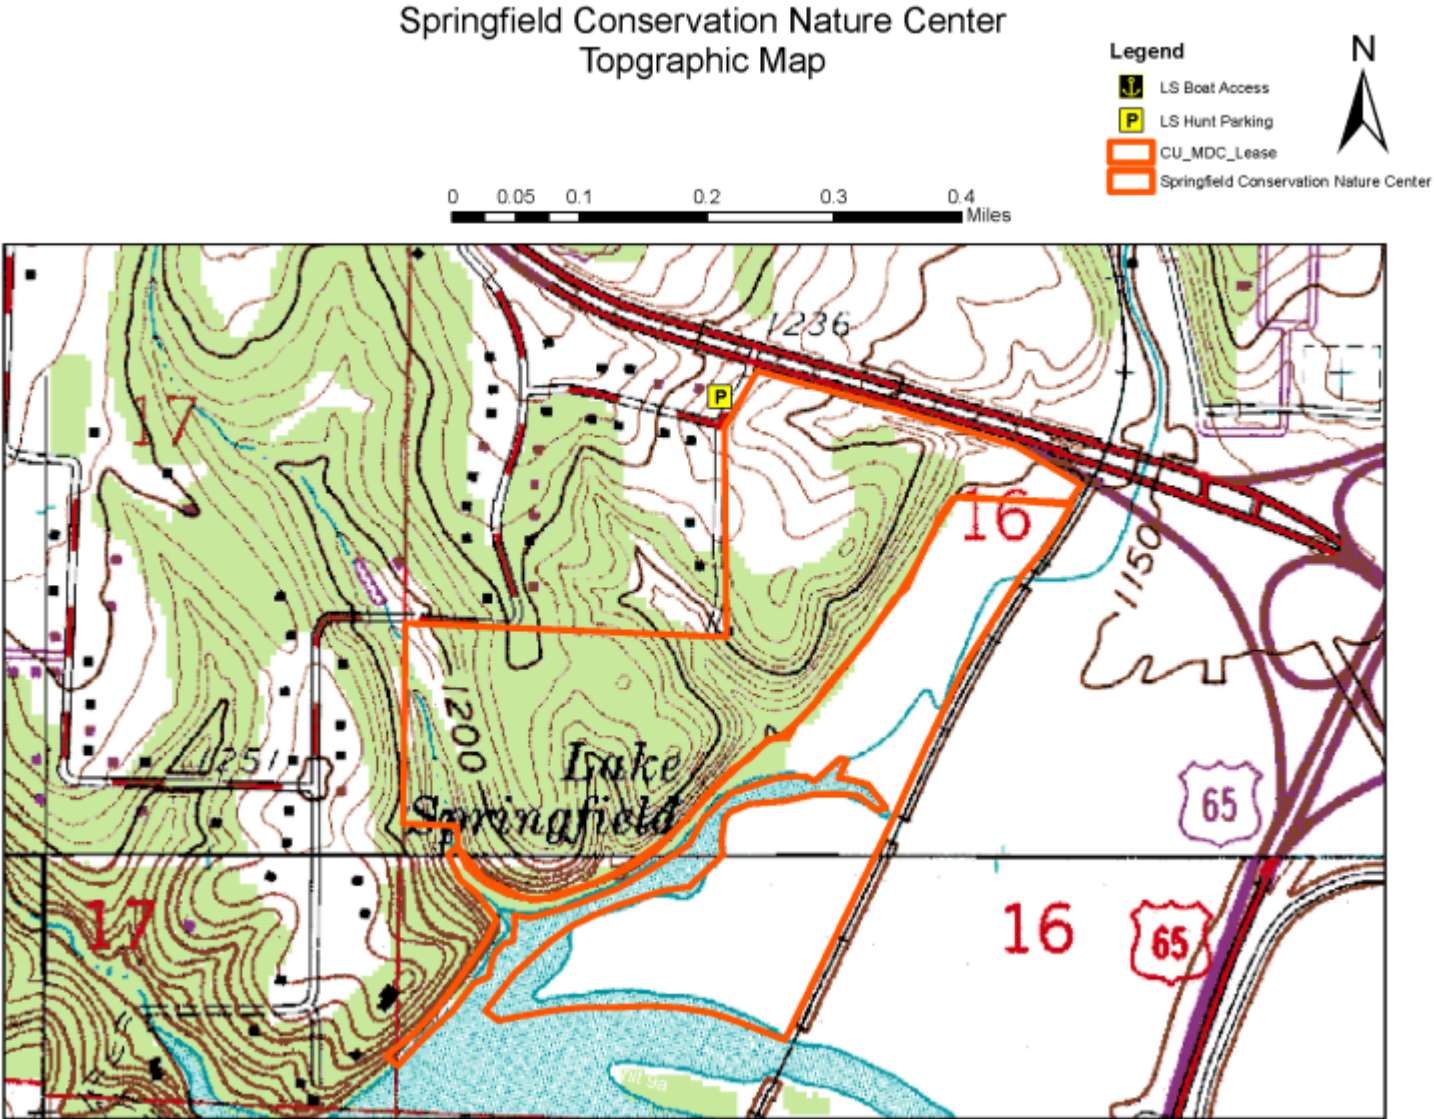 Springfield Conservation Nature Center
Topgraphic Map
Legend
LS Boat Access
P LS Hunt Parking
CU_MDC_Lease
Springfield Conservation Nature Center
N
0 0.05 0.1 0.2 0.3 0.4
Miles
1236
P
17
16
1150
1200
1251
Lake
Springfield
65
17
16
65
nit 9a